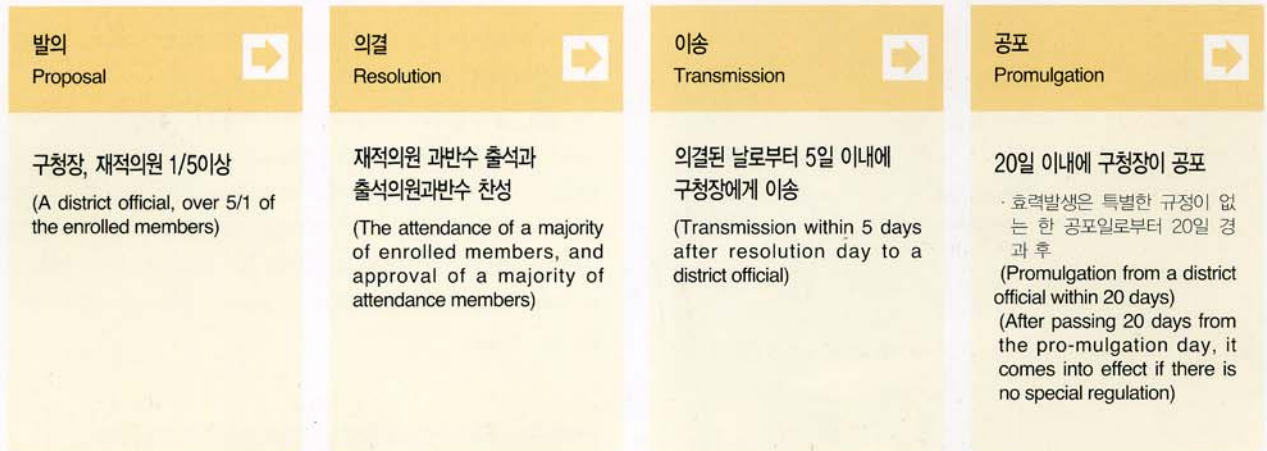 발의
Proposal
구청장, 재적의원 1/5이상
(A district official, over 5/1 of
the enrolled members)
의결
Resolution
재적의원 과반수 출석과
출석의원과반수 찬성
(The attendance of a majority
of enrolled members, and
approval of a majority of
attendance members)
이송
Transmission
의결된 날로부터 5일 이내에
구청장에게 이송
(Transmission within 5 days
after resolution day to a
district official)
공포
Promulgation
20일 이내에 구청장이 공포
· 효력발생은 특별한 규정이 없
는 한 공포일로부터 20일 경
과 후
(Promulgation from a district
official within 20 days)
(After passing 20 days from
the pro-mulgation day, it
comes into effect if there is
no special regulation)